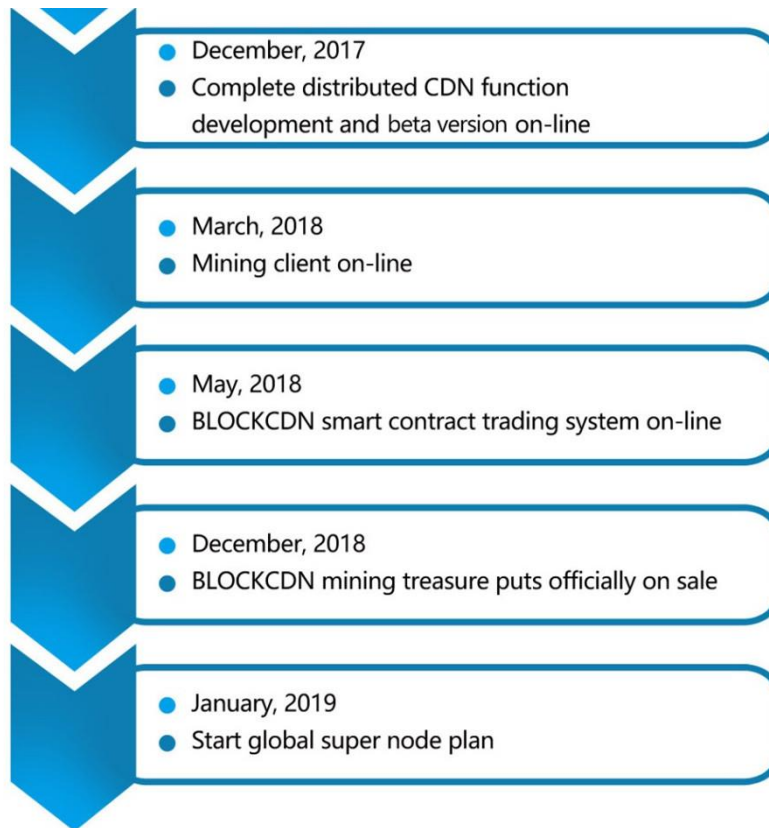 December, 2017
Complete distributed CDN function
development and beta version on-line
March, 2018
Mining client on-line
May, 2018
BLOCKCDN smart contract trading system on-line
December, 2018
BLOCKCDN mining treasure puts officially on sale
January, 2019
Start global super node plan